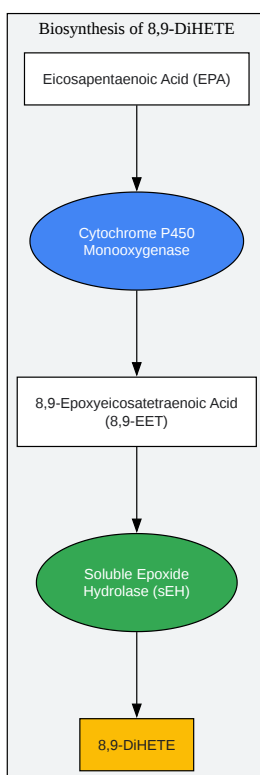 Biosynthesis of 8,9-DiHETE
Eicosapentaenoic Acid (EPA)
Cytochrome P450
Monooxygenase
8,9-Epoxyeicosatetraenoic Acid
(8,9-EET)
Soluble Epoxide
Hydrolase (sEH)
8,9-DiHETE